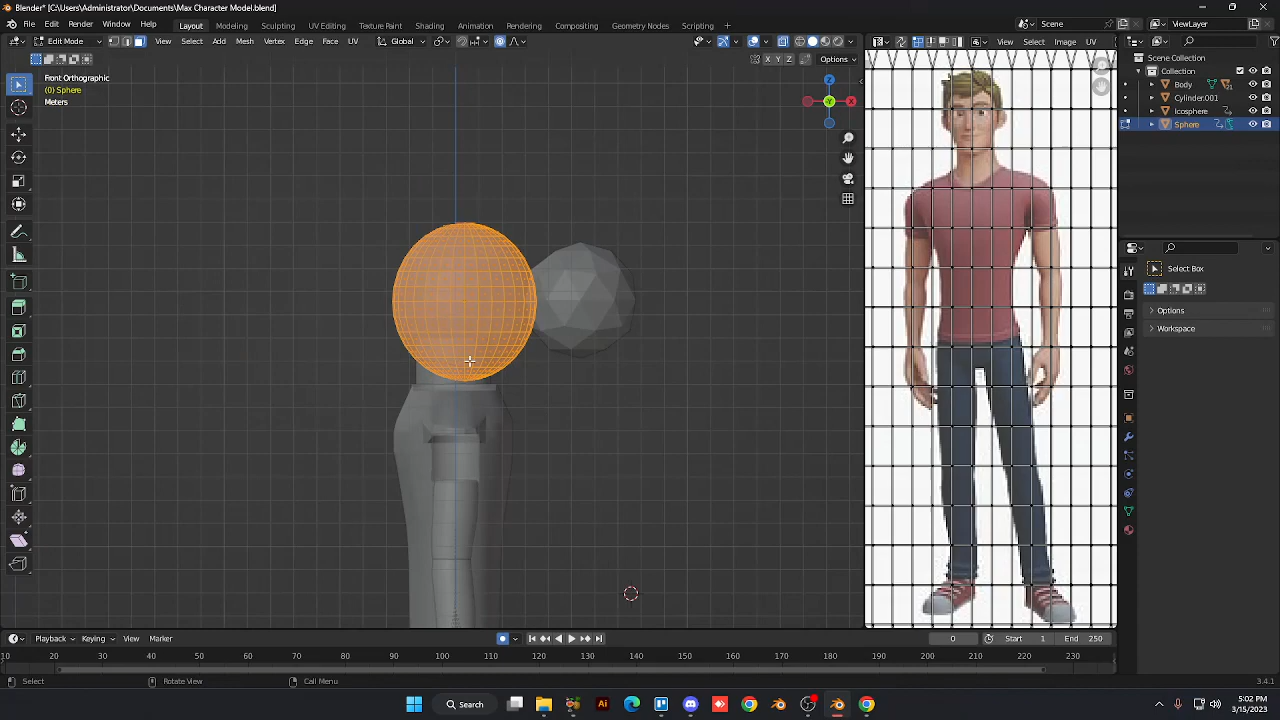 Blender* [C:\Users\Administrator\Documents\Max Character Model.blend]
File Edit Render Window Help Layout Modeling Sculpting UV Editing Texture Paint Shading Animation Rendering Compositing Geometry Nodes Scripting + Scene ViewLayer
Edit Mode View Select Add Mesh Vertex Edge Face UV Global View Select Image UV
X Y Z Options
Front Orthographic
(0) Sphere
Meters
Z
Y
X
Scene Collection
Collection
Body
Cylinder.001
Icosphere
Sphere
Select Box
Options
Workspace
Playback Keying View Marker 0 Start 1 End 250
10 20 30 40 50 60 70 80 90 100 110 120 130 140 150 160 170 180 190 200 210 220 230
Select Rotate View Call Menu 3.4.1
Search
5:02 PM
3/15/2023